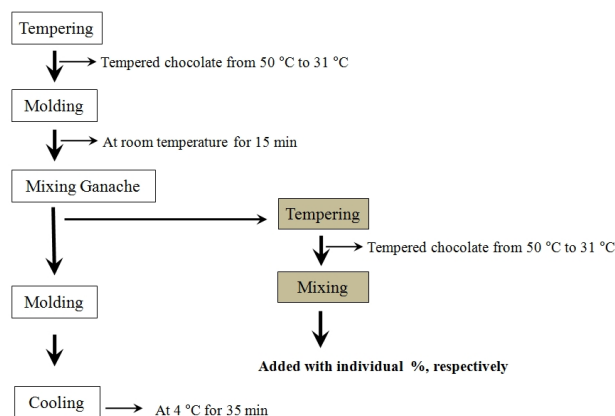 Tempering
Tempered chocolate from 50 °C to 31 °C
Molding
At room temperature for 15 min
Mixing Ganache
Tempering
Tempered chocolate from 50 °C to 31 °C
Mixing
Molding
Added with individual %, respectively
Cooling
At 4 °C for 35 min